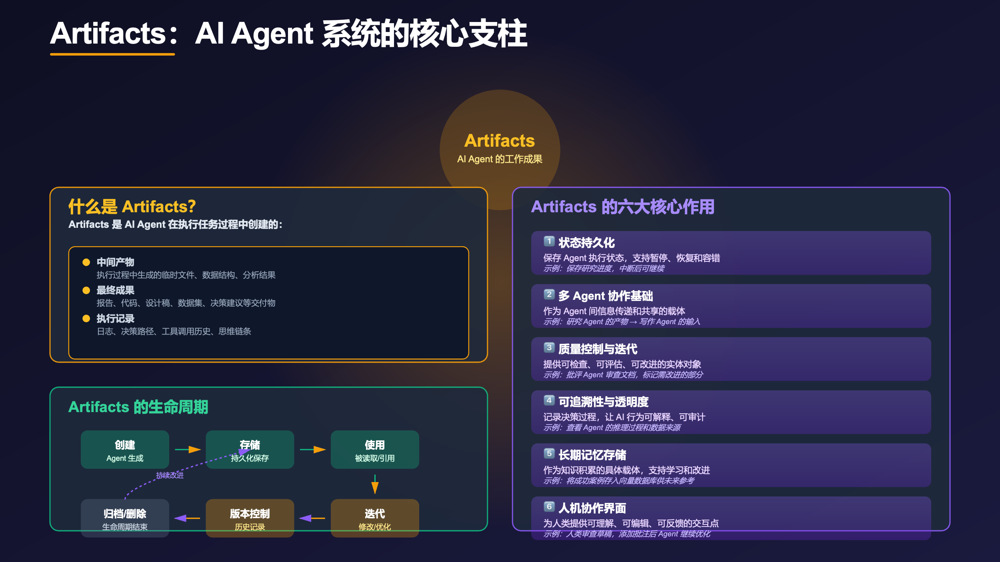 Artifacts：AI Agent 系统的核心支柱
Artifacts
AI Agent 的工作成果
什么是 Artifacts？
Artifacts 是 AI Agent 在执行任务过程中创建的：
中间产物
执行过程中生成的临时文件、数据结构、分析结果
最终成果
报告、代码、设计稿、数据集、决策建议等交付物
执行记录
日志、决策路径、工具调用历史、思维链条
Artifacts 的生命周期
创建
Agent 生成
存储
持久化保存
使用
被读取/引用
持续改进
归档/删除
生命周期结束
版本控制
历史记录
迭代
修改/优化
Artifacts 的六大核心作用
1️⃣ 状态持久化
保存 Agent 执行状态，支持暂停、恢复和容错
示例：保存研究进度，中断后可继续
2️⃣ 多 Agent 协作基础
作为 Agent 间信息传递和共享的载体
示例：研究 Agent 的产物 → 写作 Agent 的输入
3️⃣ 质量控制与迭代
提供可检查、可评估、可改进的实体对象
示例：批评 Agent 审查文档，标记需改进的部分
4️⃣ 可追溯性与透明度
记录决策过程，让 AI 行为可解释、可审计
示例：查看 Agent 的推理过程和数据来源
5️⃣ 长期记忆存储
作为知识积累的具体载体，支持学习和改进
示例：将成功案例存入向量数据库供未来参考
6️⃣ 人机协作界面
为人类提供可理解、可编辑、可反馈的交互点
示例：人类审查草稿，添加批注后 Agent 继续优化